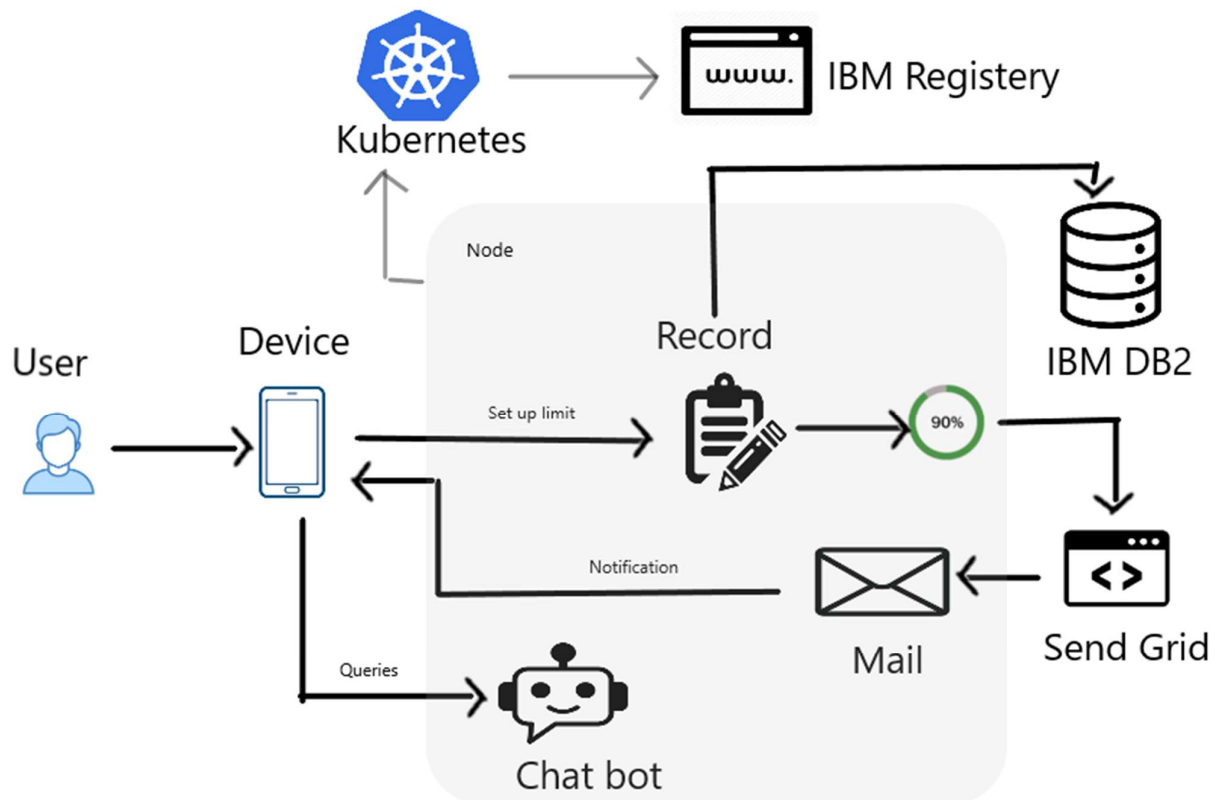 www.
IBM Registery
Kubernetes
Node
Record
IBM DB2
Device
User
Set up limit
90%
Notification
Mail
Send Grid
Queries
Chat bot